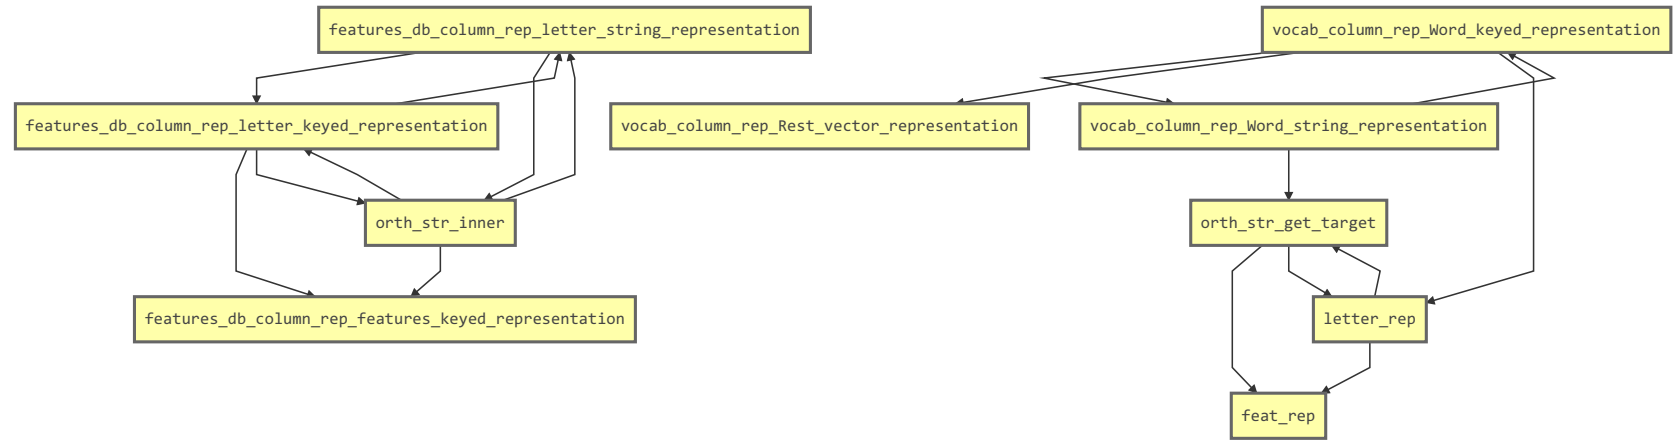 features_db_column_rep_letter_string_representation
vocab_column_rep_Word_keyed_representation
features_db_column_rep_letter_keyed_representation
vocab_column_rep_Rest_vector_representation
vocab_column_rep_Word_string_representation
orth_str_inner
orth_str_get_target
features_db_column_rep_features_keyed_representation
letter_rep
feat_rep